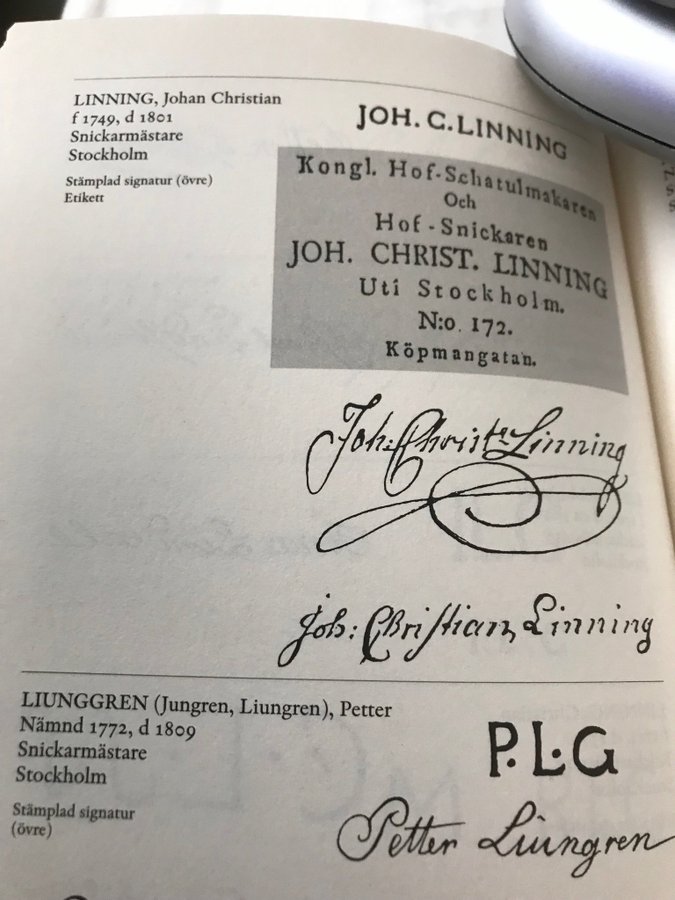 LINNING, Johan Christian
f 1749, d 1801
Snickarmästare
Stockholm
Stämplad signatur (övre)
Etikett
JOH. C. LINNING
Kongl. Hof-Schatulmakaren
Och
Hof-Snickaren
JOH. CHRIST. LINNING
Uti Stockholm.
N:o. 172.
Köpmangatan.
Joh: Christ: Linning
Joh: Christian Linning
LIUNGGREN (Jungren, Liungren), Petter
Nämnd 1772, d 1809
Snickarmästare
Stockholm
Stämplad signatur
(övre)
P.L.G
Petter Liungren